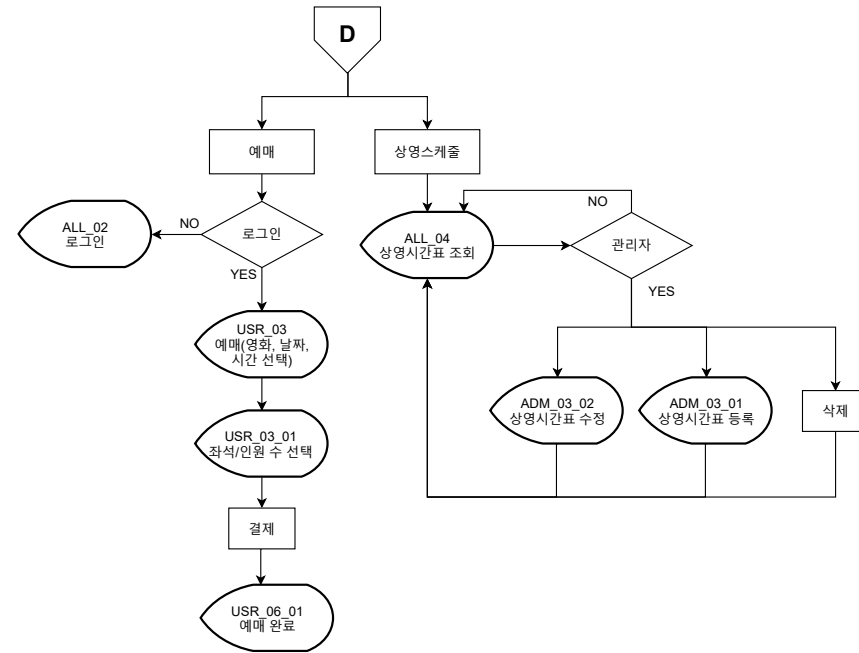 D
예매
상영스케줄
NO
ALL_02
로그인
NO
로그인
ALL_04
상영시간표 조회
관리자
YES
YES
USR_03
예매(영화, 날짜,
시간 선택)
ADM_03_02
상영시간표 수정
ADM_03_01
상영시간표 등록
삭제
USR_03_01
좌석/인원 수 선택
결제
USR_06_01
예매 완료